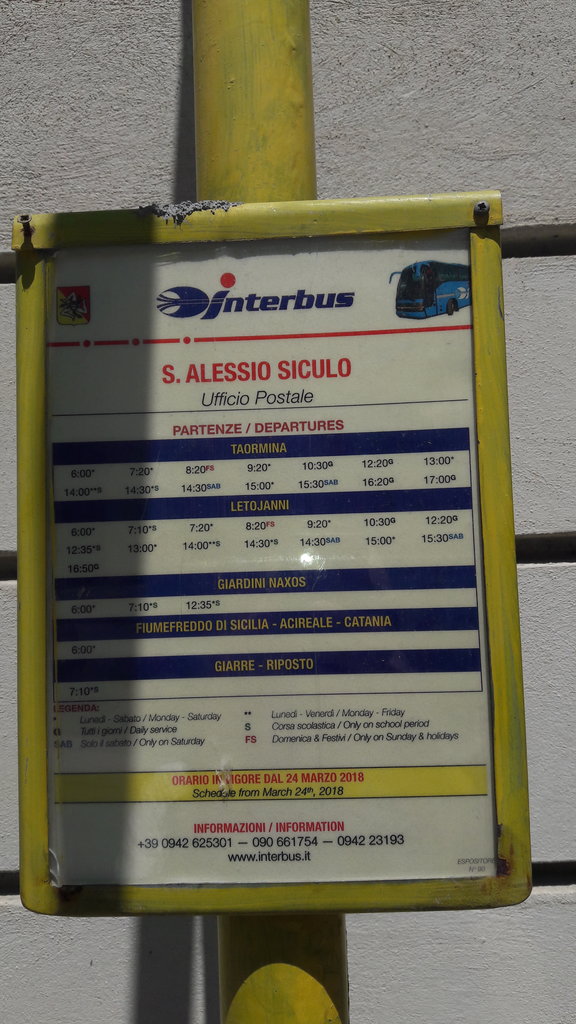 interbus
S. ALESSIO SICULO
Ufficio Postale
PARTENZE / DEPARTURES
TAORMINA
6:00* 7:20* 8:20FS 9:20* 10:30G 12:20G 13:00*
14:00**S 14:30*S 14:30SAB 15:00* 15:30SAB 16:20G 17:00G
LETOJANNI
6:00* 7:10*S 7:20* 8:20FS 9:20* 10:30G 12:20G
12:35*S 13:00* 14:00**S 14:30*S 14:30SAB 15:00* 15:30SAB
16:50G
GIARDINI NAXOS
6:00* 7:10*S 12:35*S
FIUMEFREDDO DI SICILIA - ACIREALE - CATANIA
6:00*
GIARRE - RIPOSTO
7:10*S
LEGENDA:
* Lunedì - Sabato / Monday - Saturday ** Lunedì - Venerdì / Monday - Friday
G Tutti i giorni / Daily service S Corsa scolastica / Only on school period
SAB Solo il sabato / Only on Saturday FS Domenica & Festivi / Only on Sunday & holidays
ORARIO IN VIGORE DAL 24 MARZO 2018
Schedule from March 24th, 2018
INFORMAZIONI / INFORMATION
+39 0942 625301 — 090 661754 — 0942 23193
www.interbus.it
ESPOSITORE
N° 90